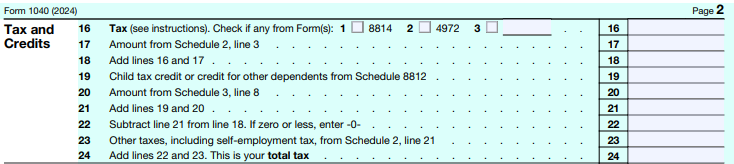 Form 1040 (2024) Page 2
Tax and Credits 16 Tax (see instructions). Check if any from Form(s): 1 8814 2 4972 3 . . 16
17 Amount from Schedule 2, line 3 . . . . . . . . . . . . . . . . . . . . 17
18 Add lines 16 and 17 . . . . . . . . . . . . . . . . . . . . . . . . 18
19 Child tax credit or credit for other dependents from Schedule 8812 . . . . . . . . . . 19
20 Amount from Schedule 3, line 8 . . . . . . . . . . . . . . . . . . . . 20
21 Add lines 19 and 20 . . . . . . . . . . . . . . . . . . . . . . . . 21
22 Subtract line 21 from line 18. If zero or less, enter -0- . . . . . . . . . . . . . . 22
23 Other taxes, including self-employment tax, from Schedule 2, line 21 . . . . . . . . . 23
24 Add lines 22 and 23. This is your total tax . . . . . . . . . . . . . . . . . 24